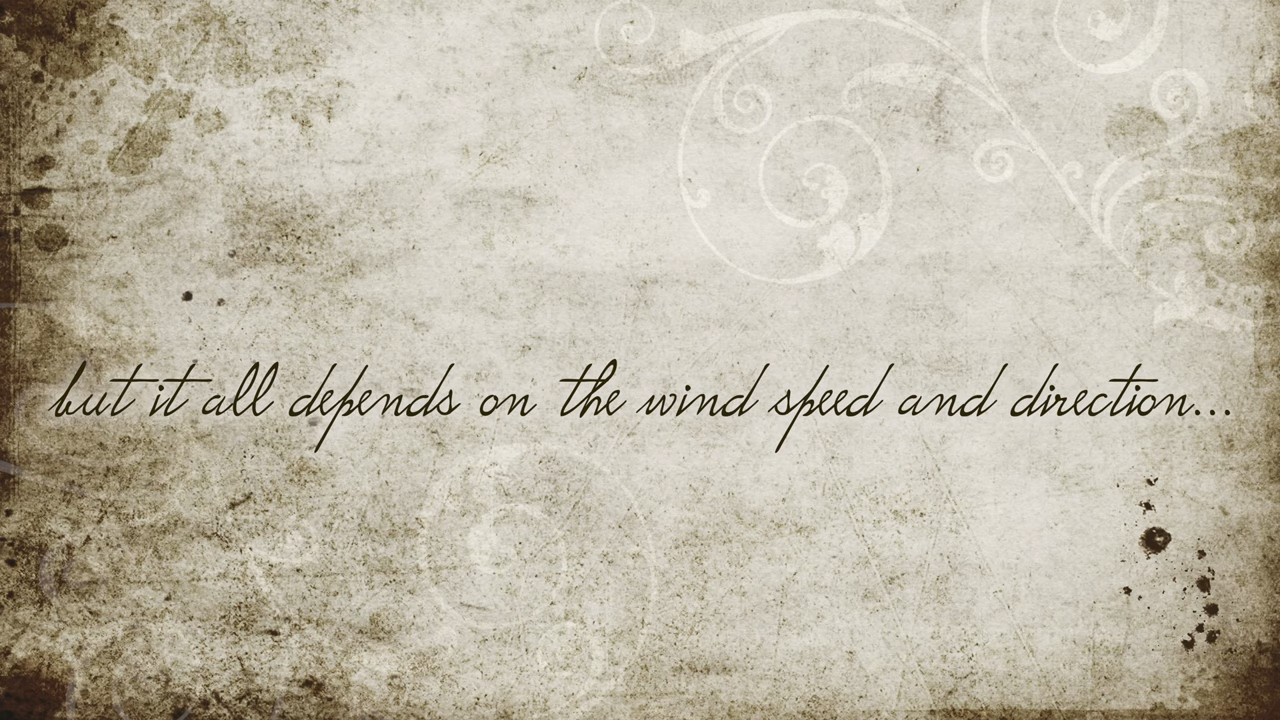 but it all depends on the wind speed and direction...